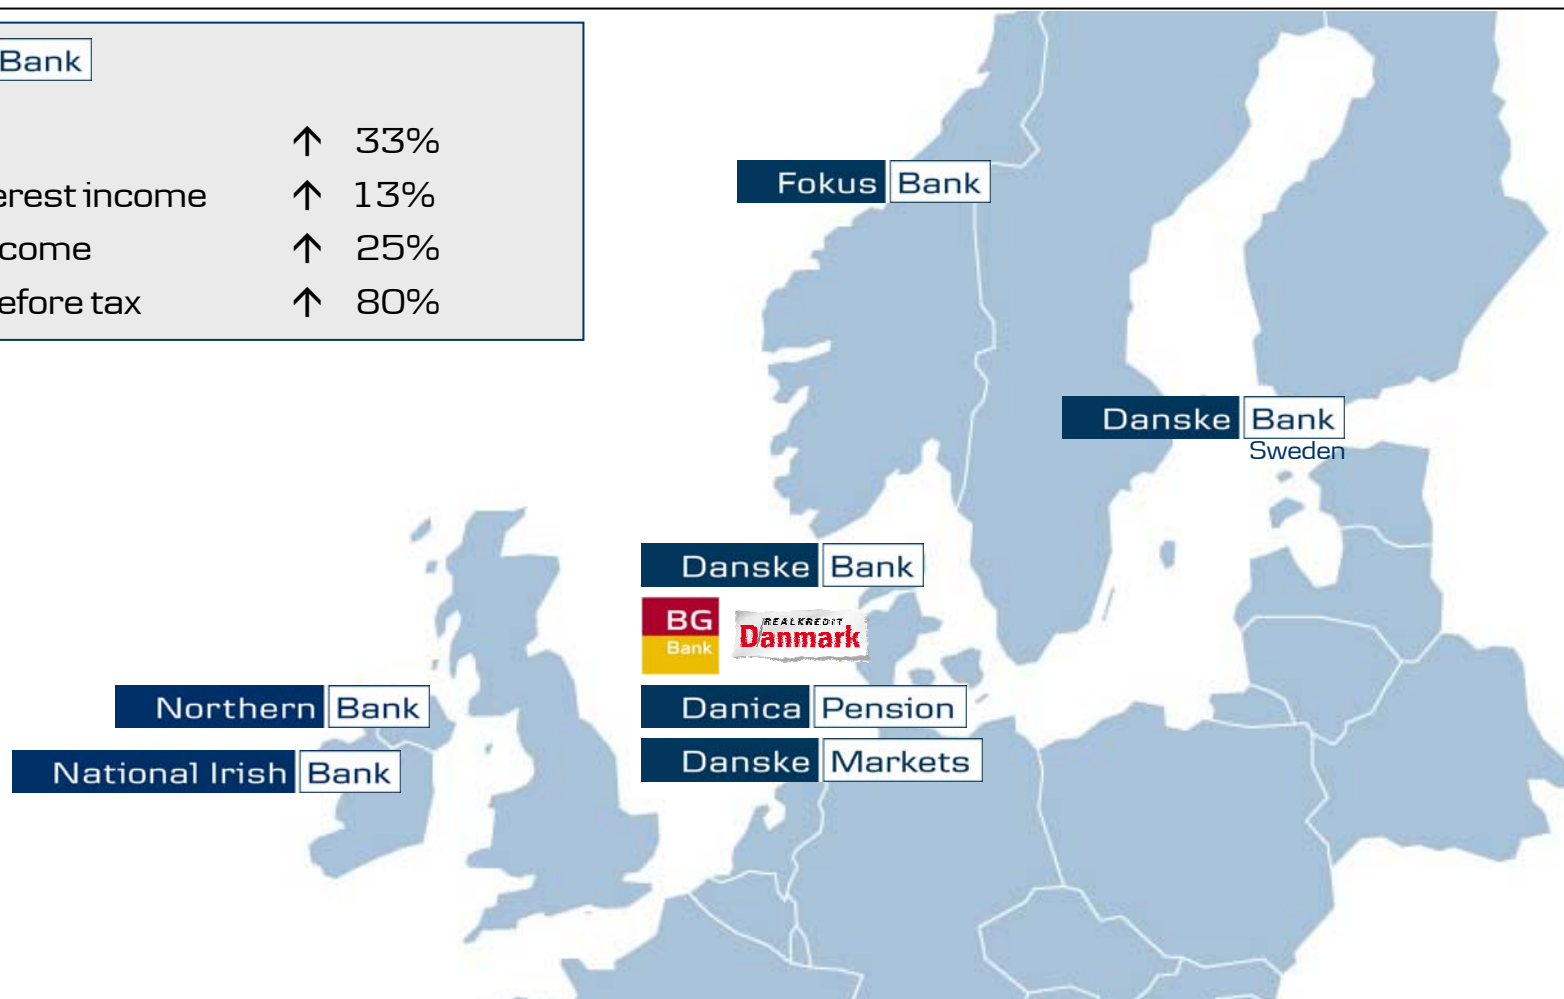 Bank
↑ 33%
erest income ↑ 13%
come ↑ 25%
efore tax ↑ 80%
Fokus Bank
Danske Bank
Sweden
Danske Bank
BG
Bank
REALKREDIT
Danmark
Northern Bank
Danica Pension
National Irish Bank
Danske Markets